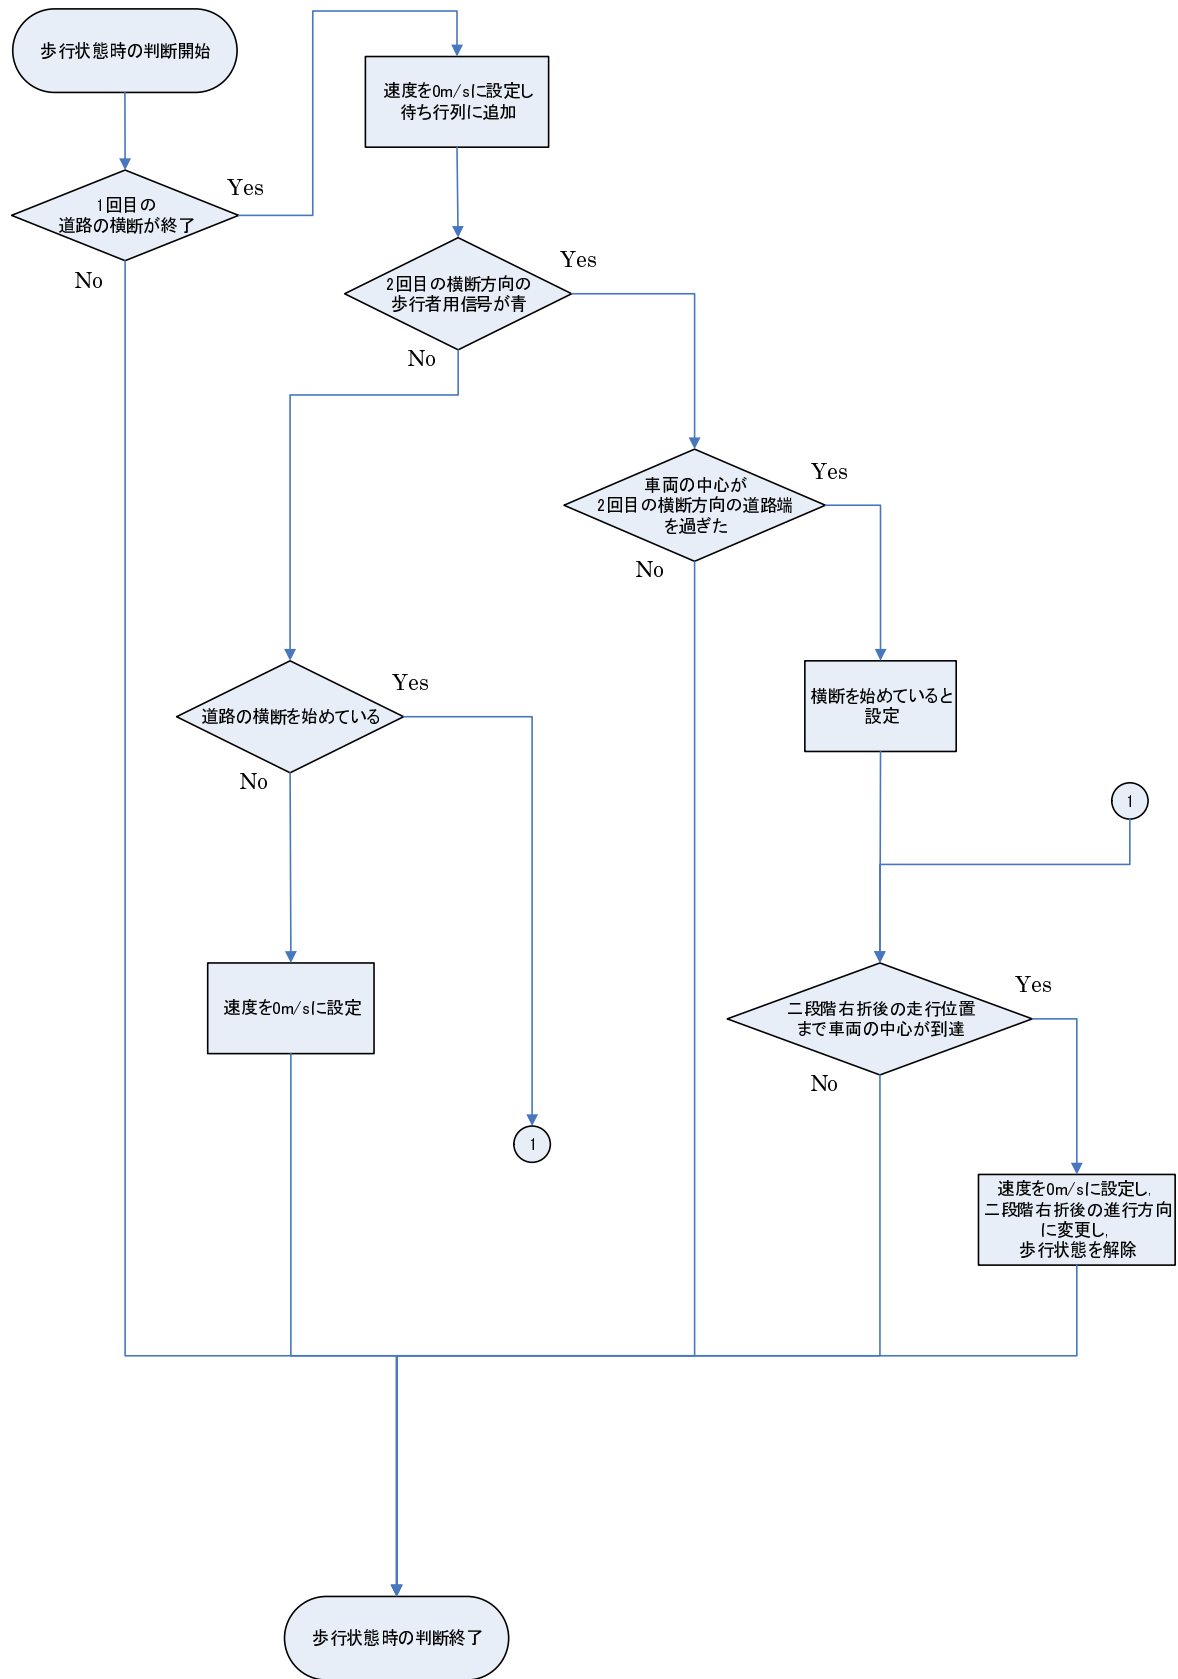 歩行状態時の判断開始
速度を0m/sに設定し
待ち行列に追加
Yes
1回目の
道路の横断が終了
No
Yes
2回目の横断方向の
歩行者用信号が青
No
Yes
車両の中心が
2回目の横断方向の道路端
を過ぎた
No
Yes
道路の横断を始めている
No
横断を始めていると
設定
1
速度を0m/sに設定
Yes
二段階右折後の走行位置
まで車両の中心が到達
No
1
速度を0m/sに設定し,
二段階右折後の進行方向
に変更し,
歩行状態を解除
歩行状態時の判断終了